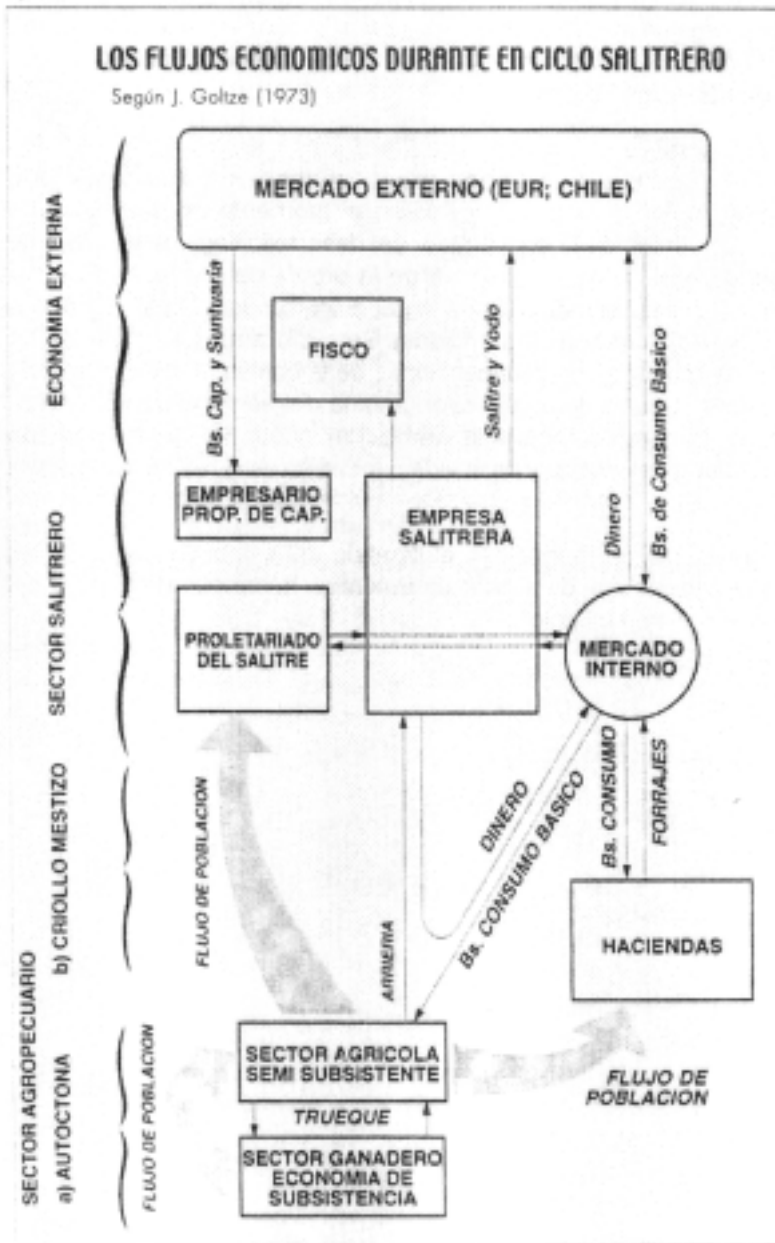 LOS FLUJOS ECONOMICOS DURANTE EN CICLO SALITRERO
Según J. Goltze (1973)
MERCADO EXTERNO (EUR; CHILE)
ECONOMIA EXTERNA
Bs. Cap. y Suntuaria
FISCO
Salitre y Yodo
Dinero
Bs. de Consumo Básico
SECTOR SALITRERO
EMPRESARIO
PROP. DE CAP.
EMPRESA
SALITRERA
PROLETARIADO
DEL SALITRE
MERCADO
INTERNO
SECTOR AGROPECUARIO
b) CRIOLLO MESTIZO
FLUJO DE POBLACION
ARRIERIA
DINERO
Bs. CONSUMO BASICO
Bs. CONSUMO
FORRAJES
HACIENDAS
a) AUTOCTONA
FLUJO DE POBLACION
SECTOR AGRICOLA
SEMI SUBSISTENTE
FLUJO DE
POBLACION
TRUEQUE
SECTOR GANADERO
ECONOMIA DE
SUBSISTENCIA